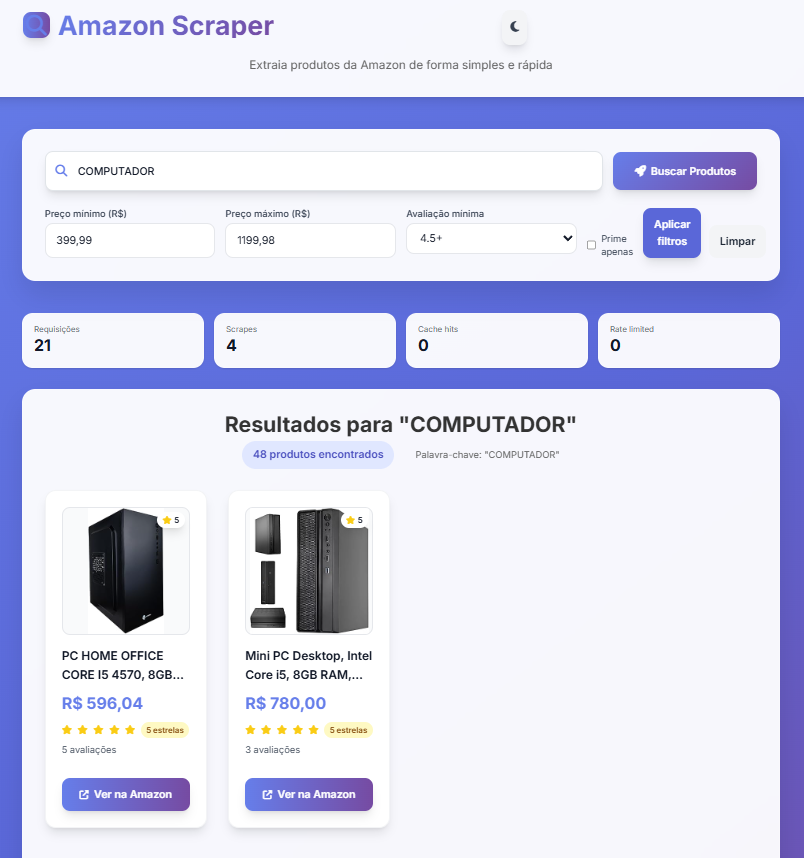 Amazon Scraper
Extraia produtos da Amazon de forma simples e rápida
COMPUTADOR
Buscar Produtos
Preço mínimo (R$)
Preço máximo (R$)
Avaliação mínima
399,99
1199,98
4.5+
Prime
apenas
Aplicar
filtros
Limpar
Requisições
21
Scrapes
4
Cache hits
0
Rate limited
0
Resultados para "COMPUTADOR"
48 produtos encontrados
Palavra-chave: "COMPUTADOR"
5
PC HOME OFFICE
CORE I5 4570, 8GB...
R$ 596,04
5 estrelas
5 avaliações
Ver na Amazon
5
Mini PC Desktop, Intel
Core i5, 8GB RAM,...
R$ 780,00
5 estrelas
3 avaliações
Ver na Amazon